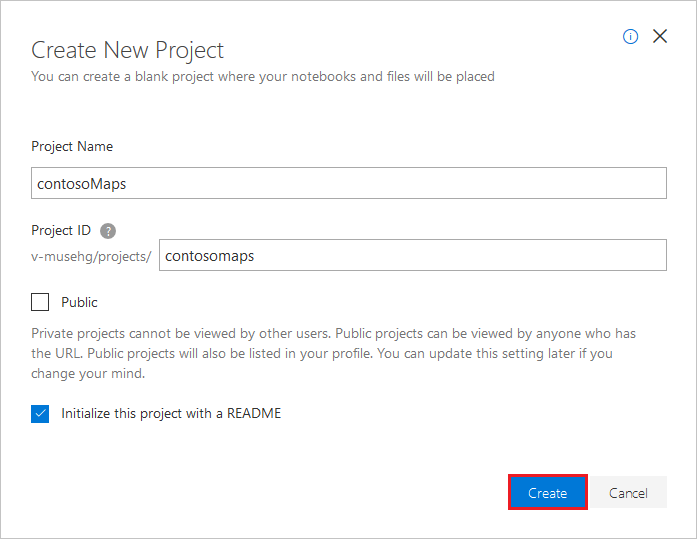 Create New Project
You can create a blank project where your notebooks and files will be placed
Project Name
contosoMaps
Project ID ?
v-musehg/projects/ contosomaps
Public
Private projects cannot be viewed by other users. Public projects can be viewed by anyone who has
the URL. Public projects will also be listed in your profile. You can update this setting later if you
change your mind.
Initialize this project with a README
Create Cancel